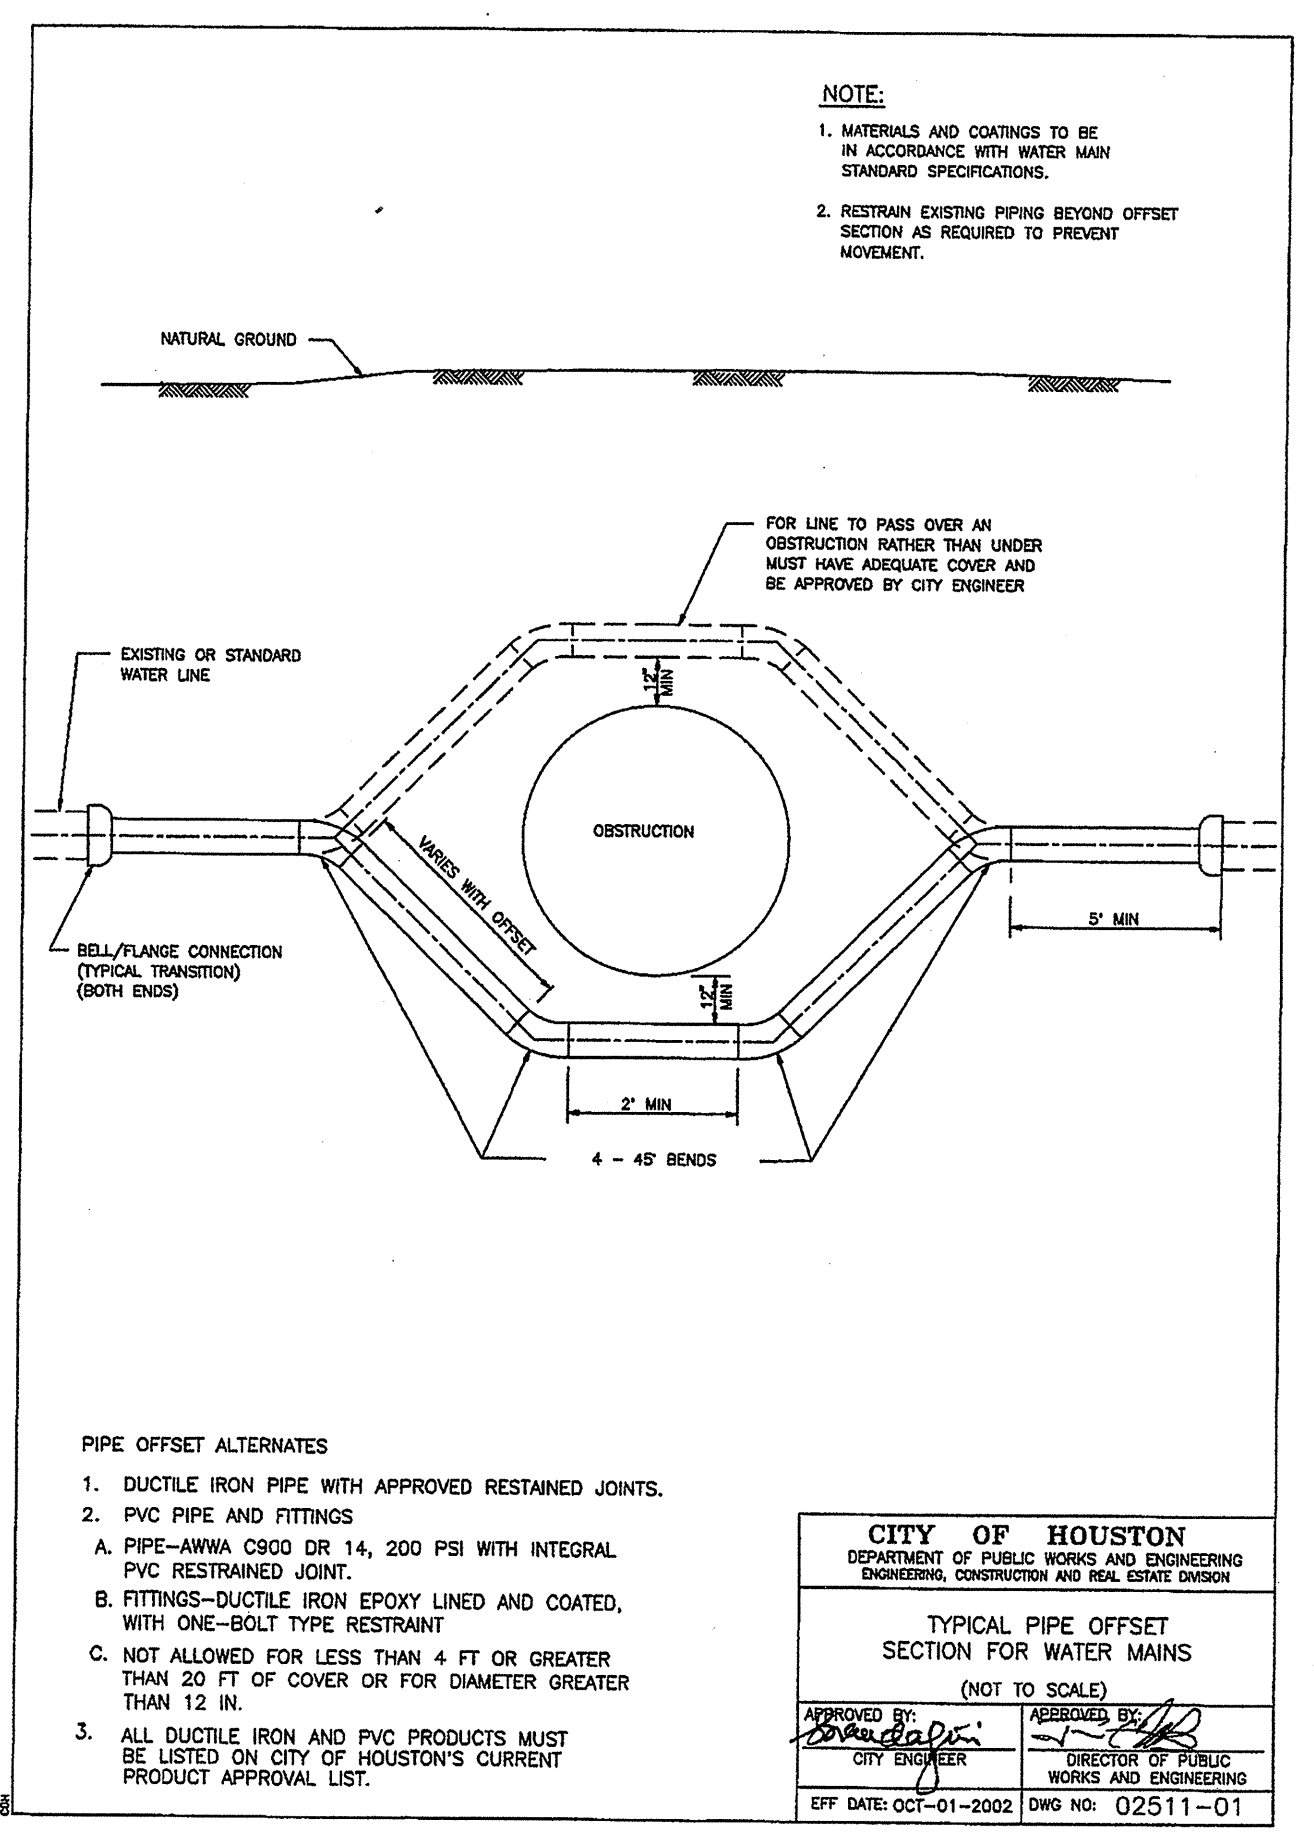 NOTE:
1. MATERIALS AND COATINGS TO BE
IN ACCORDANCE WITH WATER MAIN
STANDARD SPECIFICATIONS.
2. RESTRAIN EXISTING PIPING BEYOND OFFSET
SECTION AS REQUIRED TO PREVENT
MOVEMENT.
NATURAL GROUND
FOR LINE TO PASS OVER AN
OBSTRUCTION RATHER THAN UNDER
MUST HAVE ADEQUATE COVER AND
BE APPROVED BY CITY ENGINEER
EXISTING OR STANDARD
WATER LINE
12"
MIN
OBSTRUCTION
VARIES WITH OFFSET
5' MIN
BELL/FLANGE CONNECTION
(TYPICAL TRANSITION)
(BOTH ENDS)
12"
MIN
2' MIN
4 - 45° BENDS
PIPE OFFSET ALTERNATES
1. DUCTILE IRON PIPE WITH APPROVED RESTAINED JOINTS.
2. PVC PIPE AND FITTINGS
A. PIPE-AWWA C900 DR 14, 200 PSI WITH INTEGRAL
PVC RESTRAINED JOINT.
B. FITTINGS-DUCTILE IRON EPOXY LINED AND COATED,
WITH ONE-BOLT TYPE RESTRAINT
C. NOT ALLOWED FOR LESS THAN 4 FT OR GREATER
THAN 20 FT OF COVER OR FOR DIAMETER GREATER
THAN 12 IN.
3. ALL DUCTILE IRON AND PVC PRODUCTS MUST
BE LISTED ON CITY OF HOUSTON'S CURRENT
PRODUCT APPROVAL LIST.
CITY OF HOUSTON
DEPARTMENT OF PUBLIC WORKS AND ENGINEERING
ENGINEERING, CONSTRUCTION AND REAL ESTATE DIVISION
TYPICAL PIPE OFFSET
SECTION FOR WATER MAINS
(NOT TO SCALE)
APPROVED BY:
CITY ENGINEER
APPROVED BY:
DIRECTOR OF PUBLIC
WORKS AND ENGINEERING
EFF DATE: OCT-01-2002
DWG NO: 02511-01
COH